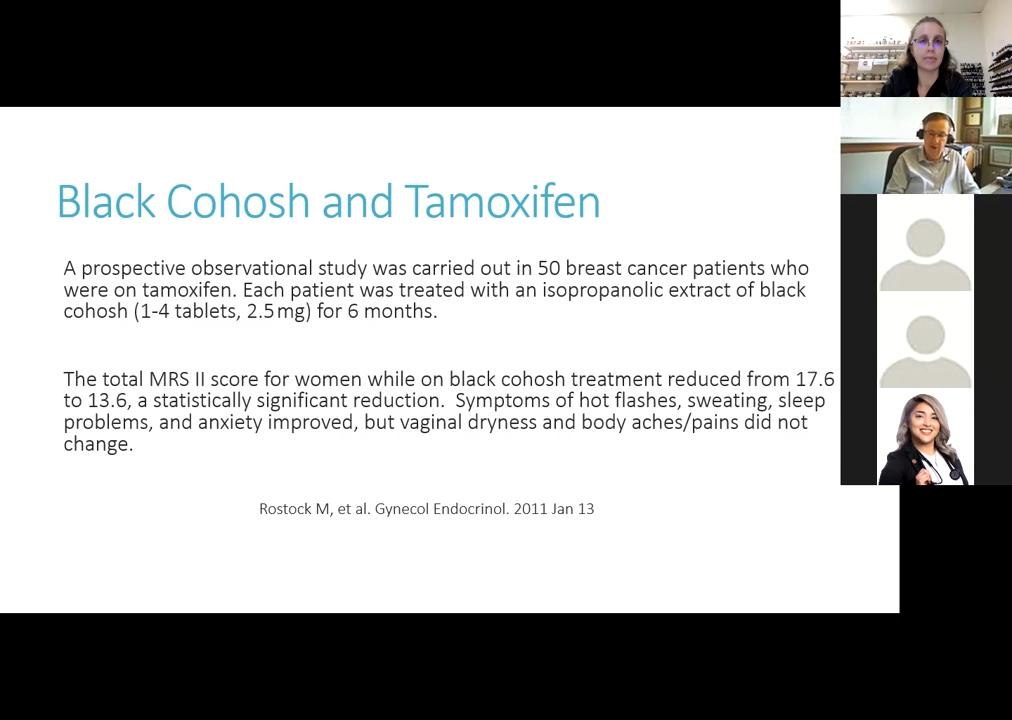 Black Cohosh and Tamoxifen
A prospective observational study was carried out in 50 breast cancer patients who
were on tamoxifen. Each patient was treated with an isopropanolic extract of black
cohosh (1-4 tablets, 2.5mg) for 6 months.
The total MRS II score for women while on black cohosh treatment reduced from 17.6
to 13.6, a statistically significant reduction.  Symptoms of hot flashes, sweating, sleep
problems, and anxiety improved, but vaginal dryness and body aches/pains did not
change.
Rostock M, et al. Gynecol Endocrinol. 2011 Jan 13